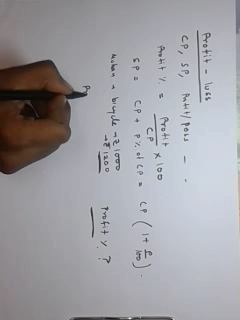 Profit - loss
CP, SP, Profit/Loss - -
Profit % = Profit/CP × 100
SP = CP + P% of CP = CP (1 + P/100).
bicycle → ₹ 1000
→ ₹ 1200
Profit % ?
P